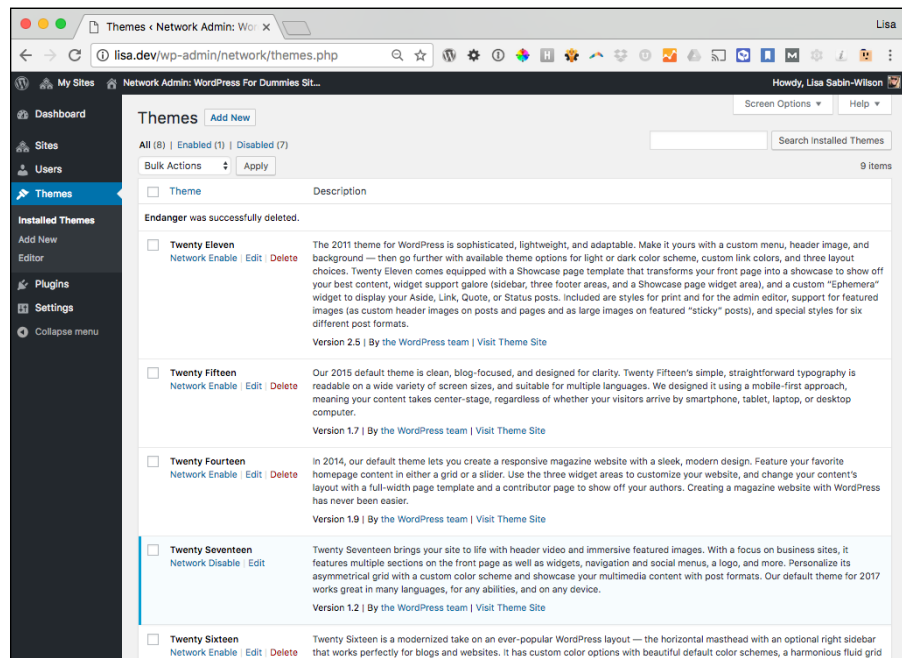 Themes ‹ Network Admin: Wor ×
Lisa
lisa.dev/wp-admin/network/themes.php
My Sites Network Admin: WordPress For Dummies Sit...
Howdy, Lisa Sabin-Wilson
Screen Options ▼ Help ▼
Dashboard
Sites
Users
Themes
Installed Themes
Add New
Editor
Plugins
Settings
Collapse menu
Themes Add New
All (8) | Enabled (1) | Disabled (7)
Search Installed Themes
Bulk Actions Apply
9 items
Theme Description
Endanger was successfully deleted.
Twenty Eleven
Network Enable | Edit | Delete
The 2011 theme for WordPress is sophisticated, lightweight, and adaptable. Make it yours with a custom menu, header image, and
background — then go further with available theme options for light or dark color scheme, custom link colors, and three layout
choices. Twenty Eleven comes equipped with a Showcase page template that transforms your front page into a showcase to show off
your best content, widget support galore (sidebar, three footer areas, and a Showcase page widget area), and a custom "Ephemera"
widget to display your Aside, Link, Quote, or Status posts. Included are styles for print and for the admin editor, support for featured
images (as custom header images on posts and pages and as large images on featured "sticky" posts), and special styles for six
different post formats.
Version 2.5 | By the WordPress team | Visit Theme Site
Twenty Fifteen
Network Enable | Edit | Delete
Our 2015 default theme is clean, blog-focused, and designed for clarity. Twenty Fifteen's simple, straightforward typography is
readable on a wide variety of screen sizes, and suitable for multiple languages. We designed it using a mobile-first approach,
meaning your content takes center-stage, regardless of whether your visitors arrive by smartphone, tablet, laptop, or desktop
computer.
Version 1.7 | By the WordPress team | Visit Theme Site
Twenty Fourteen
Network Enable | Edit | Delete
In 2014, our default theme lets you create a responsive magazine website with a sleek, modern design. Feature your favorite
homepage content in either a grid or a slider. Use the three widget areas to customize your website, and change your content's
layout with a full-width page template and a contributor page to show off your authors. Creating a magazine website with WordPress
has never been easier.
Version 1.9 | By the WordPress team | Visit Theme Site
Twenty Seventeen
Network Disable | Edit
Twenty Seventeen brings your site to life with header video and immersive featured images. With a focus on business sites, it
features multiple sections on the front page as well as widgets, navigation and social menus, a logo, and more. Personalize its
asymmetrical grid with a custom color scheme and showcase your multimedia content with post formats. Our default theme for 2017
works great in many languages, for any abilities, and on any device.
Version 1.2 | By the WordPress team | Visit Theme Site
Twenty Sixteen
Network Enable | Edit | Delete
Twenty Sixteen is a modernized take on an ever-popular WordPress layout — the horizontal masthead with an optional right sidebar
that works perfectly for blogs and websites. It has custom color options with beautiful default color schemes, a harmonious fluid grid